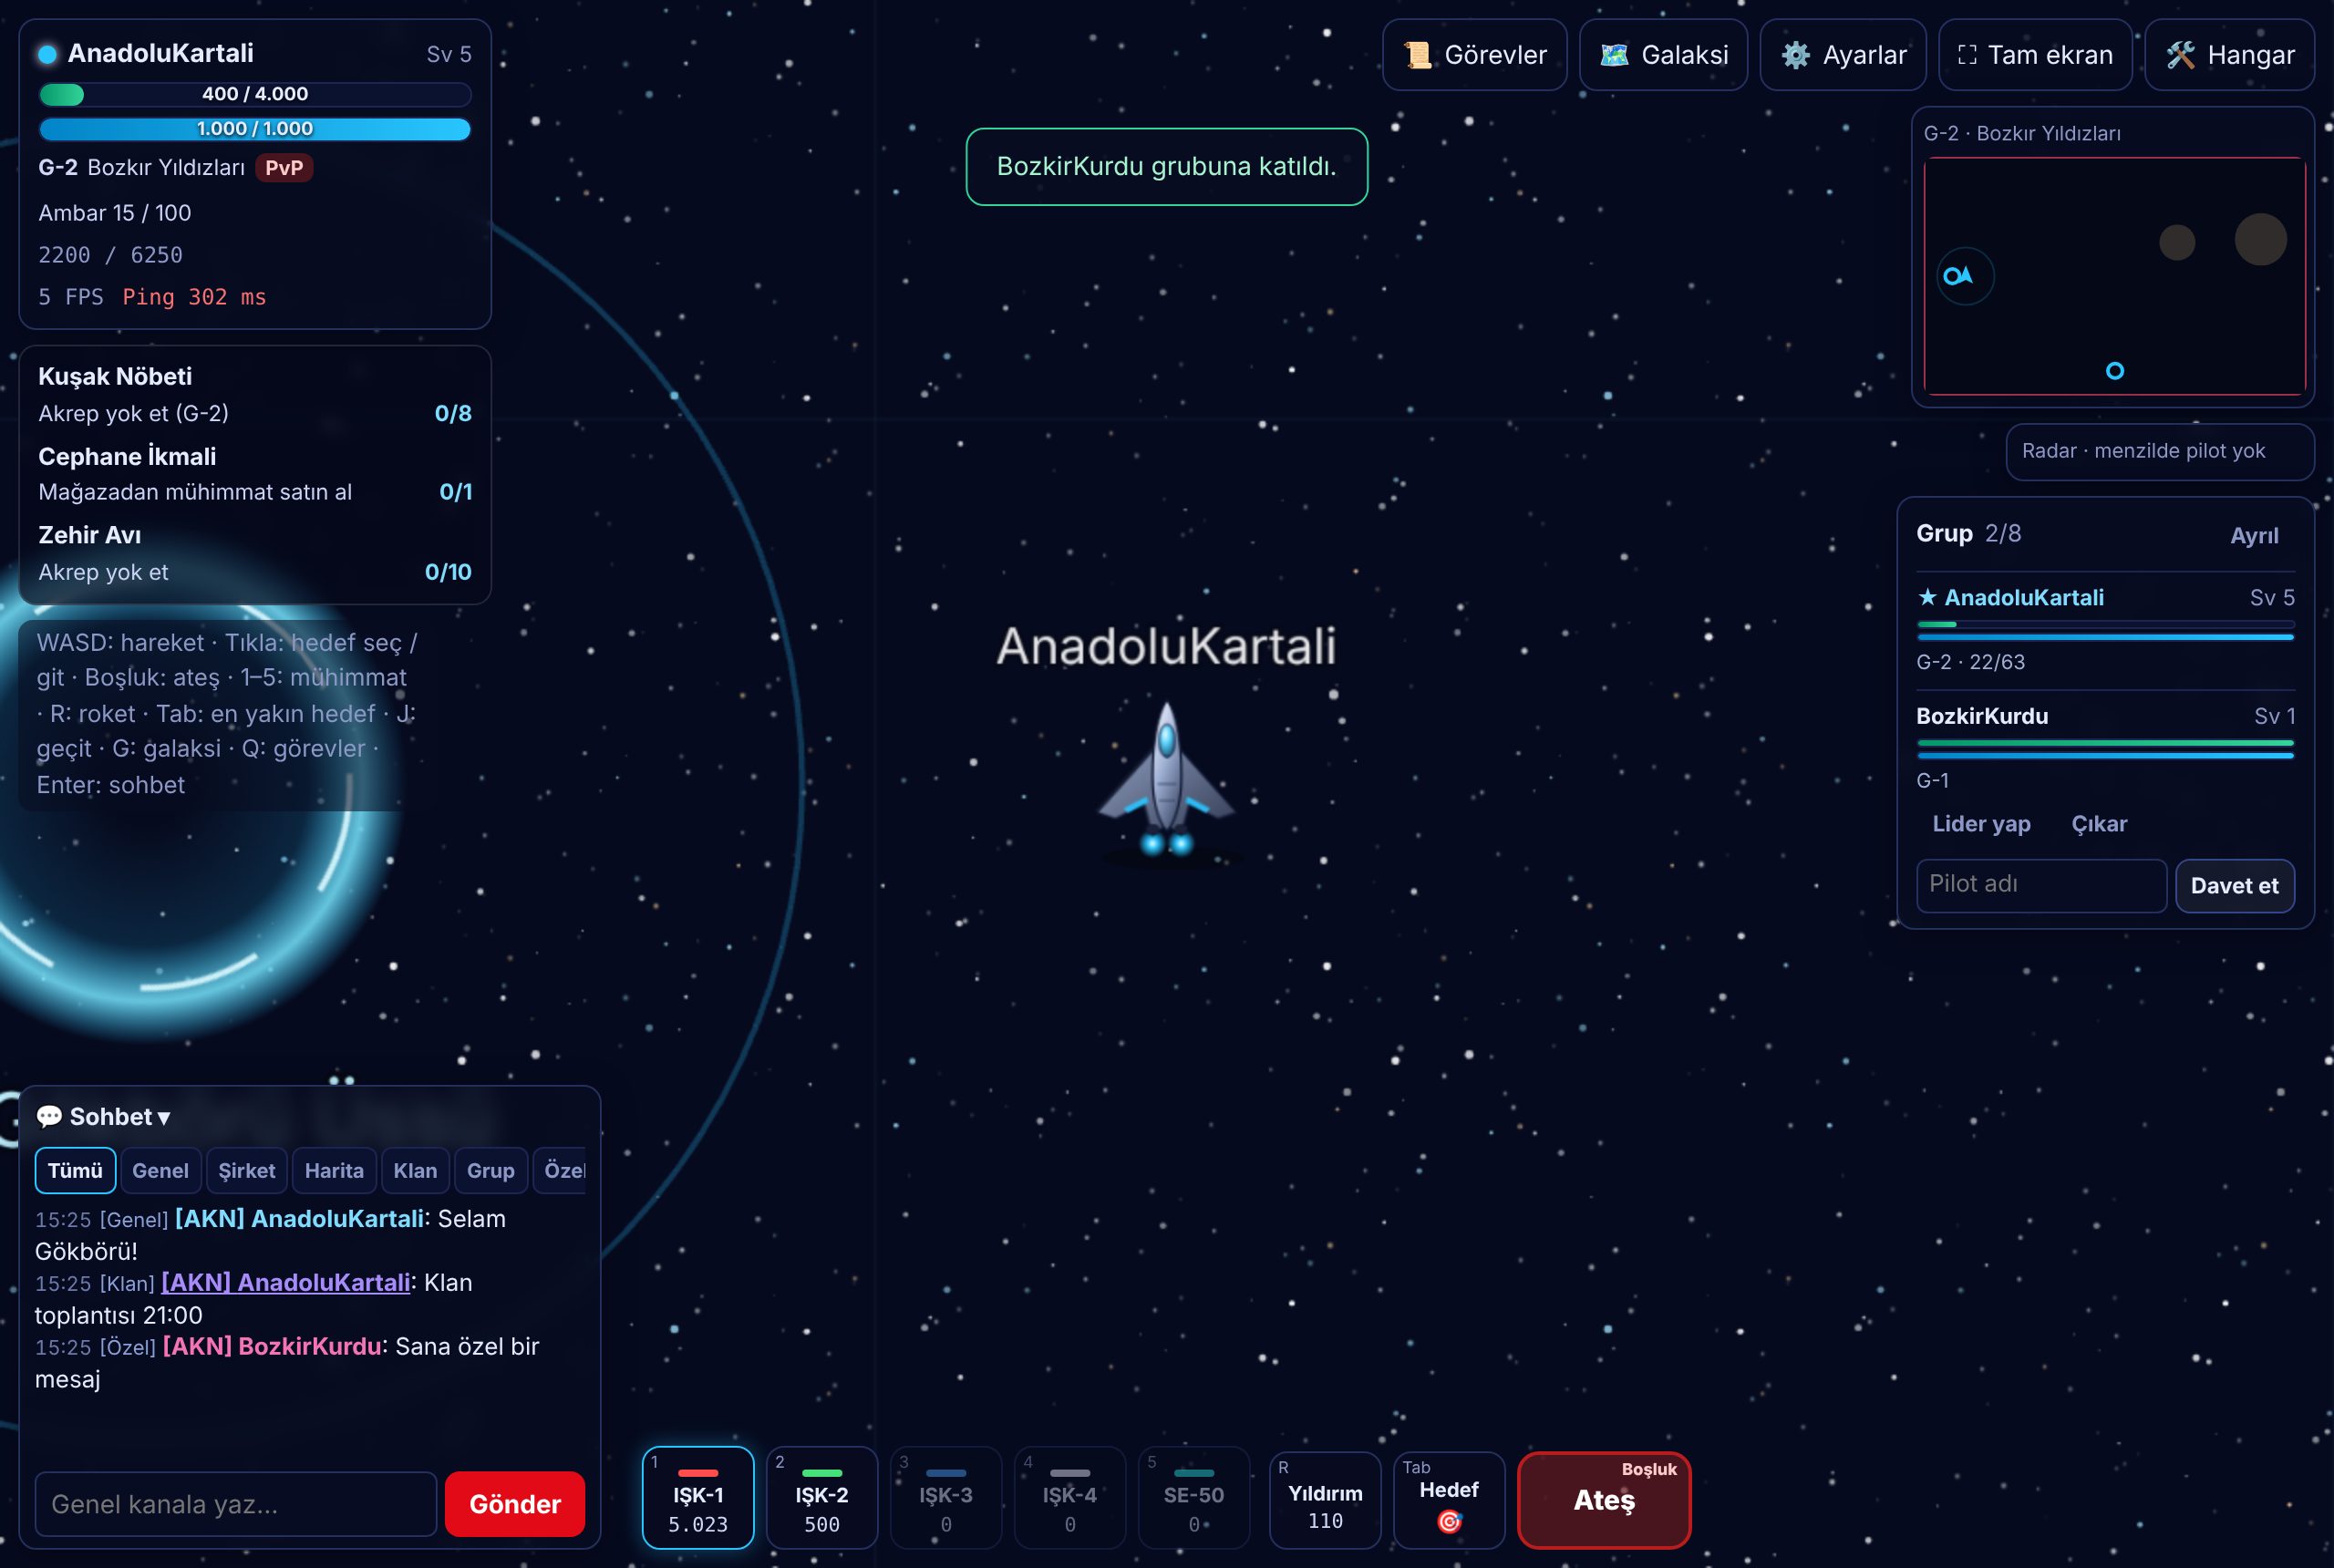 AnadoluKartali Sv 5
400 / 4.000
1.000 / 1.000
G-2 Bozkır Yıldızları PvP
Ambar 15 / 100
2200 / 6250
5 FPS Ping 302 ms
Kuşak Nöbeti
Akrep yok et (G-2) 0/8
Cephane İkmali
Mağazadan mühimmat satın al 0/1
Zehir Avı
Akrep yok et 0/10
WASD: hareket · Tıkla: hedef seç /
git · Boşluk: ateş · 1–5: mühimmat
· R: roket · Tab: en yakın hedef · J:
geçit · G: galaksi · Q: görevler ·
Enter: sohbet
Görevler
Galaksi
Ayarlar
Tam ekran
Hangar
BozkirKurdu grubuna katıldı.
G-2 · Bozkır Yıldızları
Radar · menzilde pilot yok
Grup 2/8 Ayrıl
★ AnadoluKartali Sv 5
G-2 · 22/63
BozkirKurdu Sv 1
G-1
Lider yap Çıkar
Pilot adı Davet et
AnadoluKartali
Sohbet ▾
Tümü Genel Şirket Harita Klan Grup Özel
15:25 [Genel] [AKN] AnadoluKartali: Selam
Gökbörü!
15:25 [Klan] [AKN] AnadoluKartali: Klan
toplantısı 21:00
15:25 [Özel] [AKN] BozkirKurdu: Sana özel bir
mesaj
Genel kanala yaz... Gönder
1 IŞK-1 5.023
2 IŞK-2 500
3 IŞK-3 0
4 IŞK-4 0
5 SE-50 0
R Yıldırım 110
Tab Hedef
Boşluk Ateş